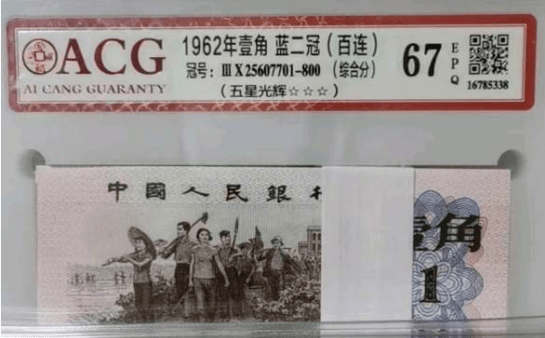 ACG
AI CANG GUARANTY
1962年壹角 蓝二冠（百连）
冠号：Ⅲ X 25607701-800 （综合分）
（五星光辉☆☆☆）
67 EPQ
16785338
中國人民銀
壹角
1